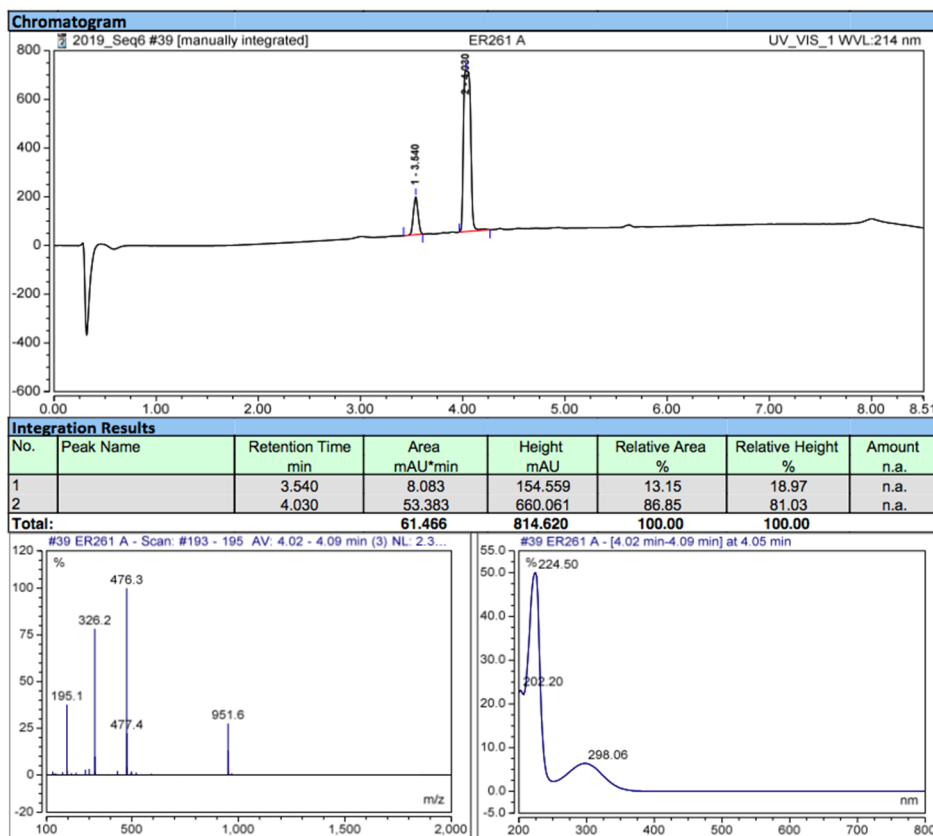 Chromatogram
2019_Seq6 #39 [manually integrated] ER261 A UV_VIS_1 WVL:214 nm
800
600
400
200
0
-200
-400
-600
1 - 3.540
2 - 4.030
0.00 1.00 2.00 3.00 4.00 5.00 6.00 7.00 8.00 8.51
Integration Results
No. Peak Name Retention Time Area Height Relative Area Relative Height Amount
min mAU*min mAU % % n.a.
1 3.540 8.083 154.559 13.15 18.97 n.a.
2 4.030 53.383 660.061 86.85 81.03 n.a.
Total: 61.466 814.620 100.00 100.00
#39 ER261 A - Scan: #193 - 195 AV: 4.02 - 4.09 min (3) NL: 2.3...
120
100
75
50
25
0
-20
%
476.3
326.2
195.1
477.4
951.6
m/z
100 500 1,000 1,500 2,000
#39 ER261 A - [4.02 min-4.09 min] at 4.05 min
55.0
50.0
40.0
30.0
20.0
10.0
0.0
-5.0
%
224.50
202.20
298.06
nm
200 300 400 500 600 700 800